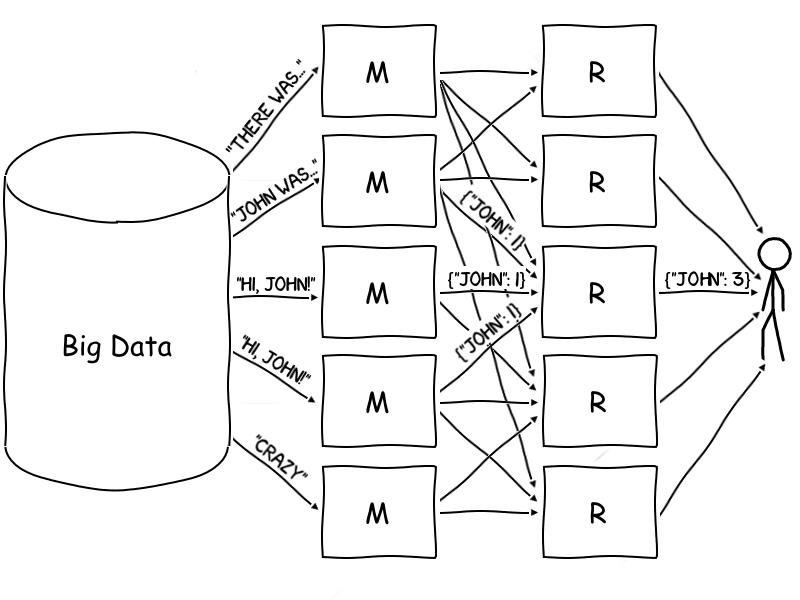 "THERE WAS..."
M
R
"JOHN WAS..."
M
R
{"JOHN": 1}
"HI, JOHN!"
M
{"JOHN": 1}
R
{"JOHN": 3}
{"JOHN": 1}
Big Data
"HI, JOHN!"
M
R
"CRAZY"
M
R